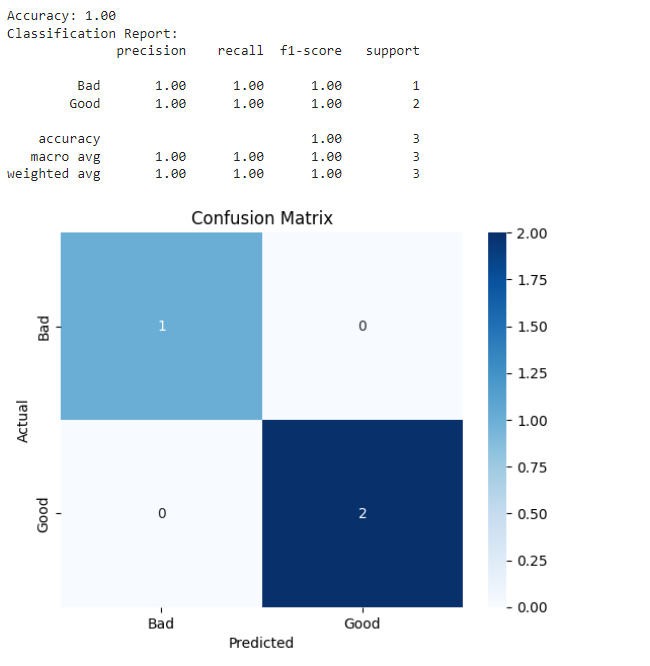 Accuracy: 1.00
Classification Report:
precision recall f1-score support
Bad 1.00 1.00 1.00 1
Good 1.00 1.00 1.00 2
accuracy 1.00 3
macro avg 1.00 1.00 1.00 3
weighted avg 1.00 1.00 1.00 3
Confusion Matrix
Actual
Bad
Good
1 0
0 2
Bad Good
Predicted
2.00
1.75
1.50
1.25
1.00
0.75
0.50
0.25
0.00